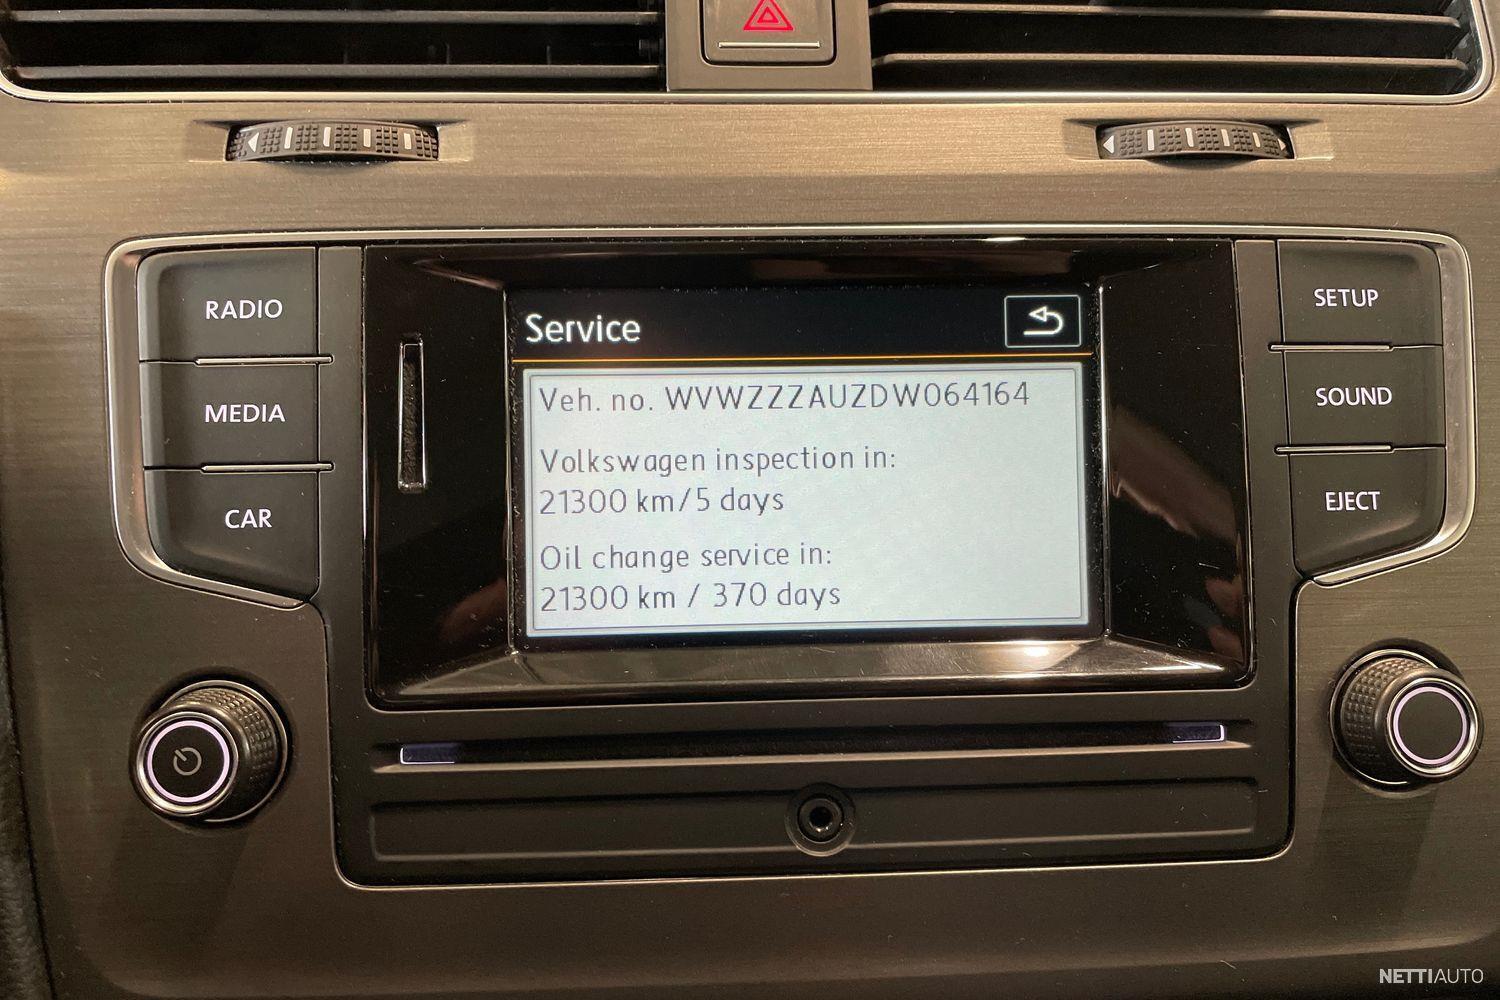 RADIO
MEDIA
CAR
Service
Veh. no. WVWZZZAUZDW064164
Volkswagen inspection in:
21300 km/5 days
Oil change service in:
21300 km / 370 days
SETUP
SOUND
EJECT
NETTIAUTO